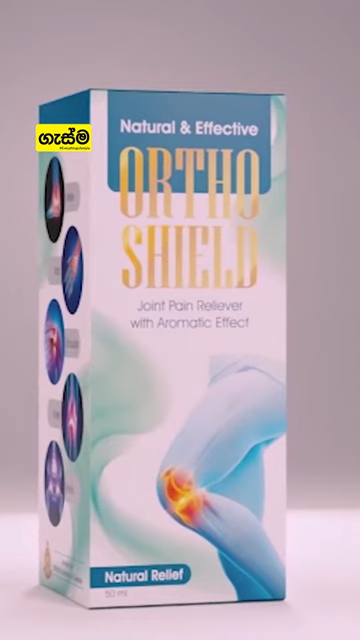 ගැස්ම
Natural & Effective
ORTHO
SHIELD
Joint Pain Reliever
with Aromatic Effect
Natural Relief
50 ml